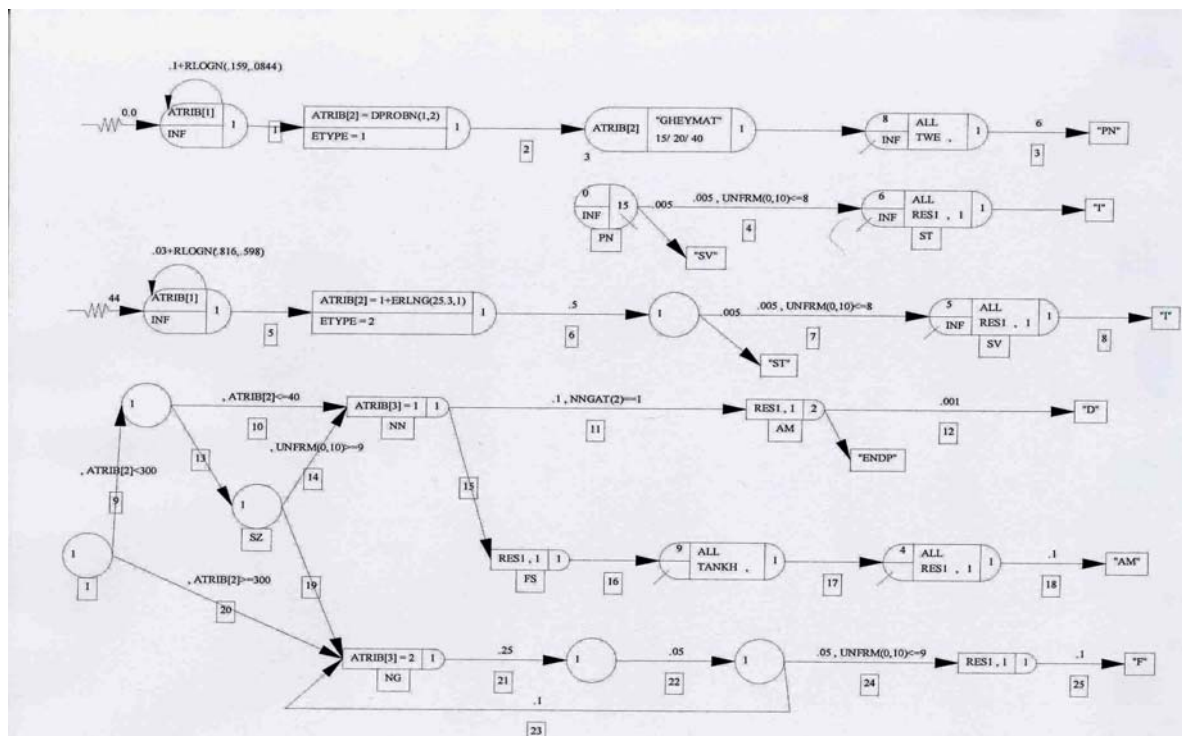 .1+RLOGN(.159,.0844)
0.0
ATRIB[1]
INF
1
1
ATRIB[2] = DPROBN(1,2)
ETYPE = 1
1
2
ATRIB[2]
"GHEYMAT"
15/ 20/ 40
1
3
8
INF
ALL
TWE ,
1
6
3
"PN"
0
INF
15
PN
.005
.005 , UNFRM(0,10)<=8
4
"SV"
6
INF
ALL
RES1 , 1
1
ST
"I"
.03+RLOGN(.816,.598)
44
ATRIB[1]
INF
1
5
ATRIB[2] = 1+ERLNG(25.3,1)
ETYPE = 2
1
.5
6
1
.005
.005 , UNFRM(0,10)<=8
7
"ST"
5
INF
ALL
RES1 , 1
1
SV
8
"I"
1
, ATRIB[2]<=40
10
ATRIB[3] = 1
1
NN
.1 , NNGAT(2)==1
11
RES1 , 1
2
AM
.001
12
"D"
"ENDP"
13
, UNFRM(0,10)>=9
14
, ATRIB[2]<300
9
1
SZ
15
1
I
, ATRIB[2]>=300
20
19
RES1 , 1
1
FS
16
9
ALL
TANKH ,
1
17
4
ALL
RES1 , 1
1
.1
18
"AM"
ATRIB[3] = 2
1
NG
.25
21
1
.05
22
1
.05 , UNFRM(0,10)<=9
24
RES1 , 1
1
.1
25
"F"
.1
23